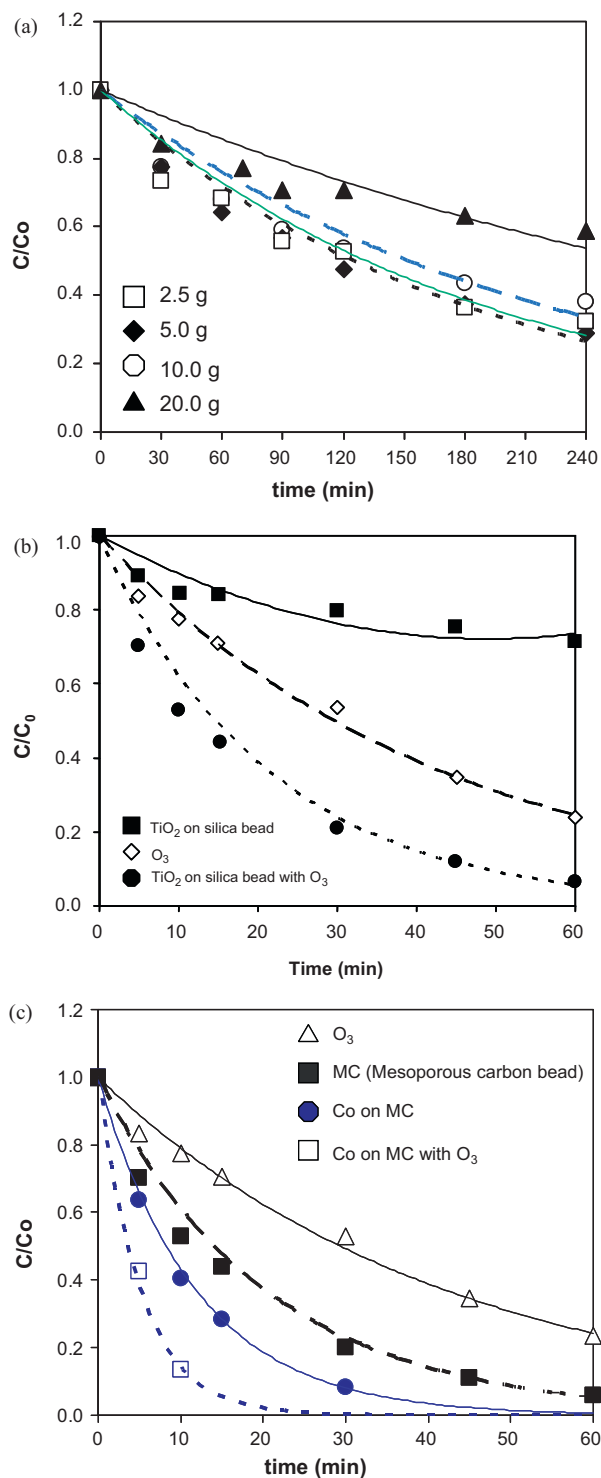 (a)
1.2
1.0
0.8
0.6
0.4
0.2
0.0
C/Co
2.5 g
5.0 g
10.0 g
20.0 g
0 30 60 90 120 150 180 210 240
time (min)
(b)
1.0
0.8
0.6
0.4
0.2
0.0
C/C₀
TiO₂ on silica bead
O₃
TiO₂ on silica bead with O₃
0 10 20 30 40 50 60
Time (min)
(c)
1.2
1.0
0.8
0.6
0.4
0.2
0.0
C/Co
O₃
MC (Mesoporous carbon bead)
Co on MC
Co on MC with O₃
0 10 20 30 40 50 60
time (min)